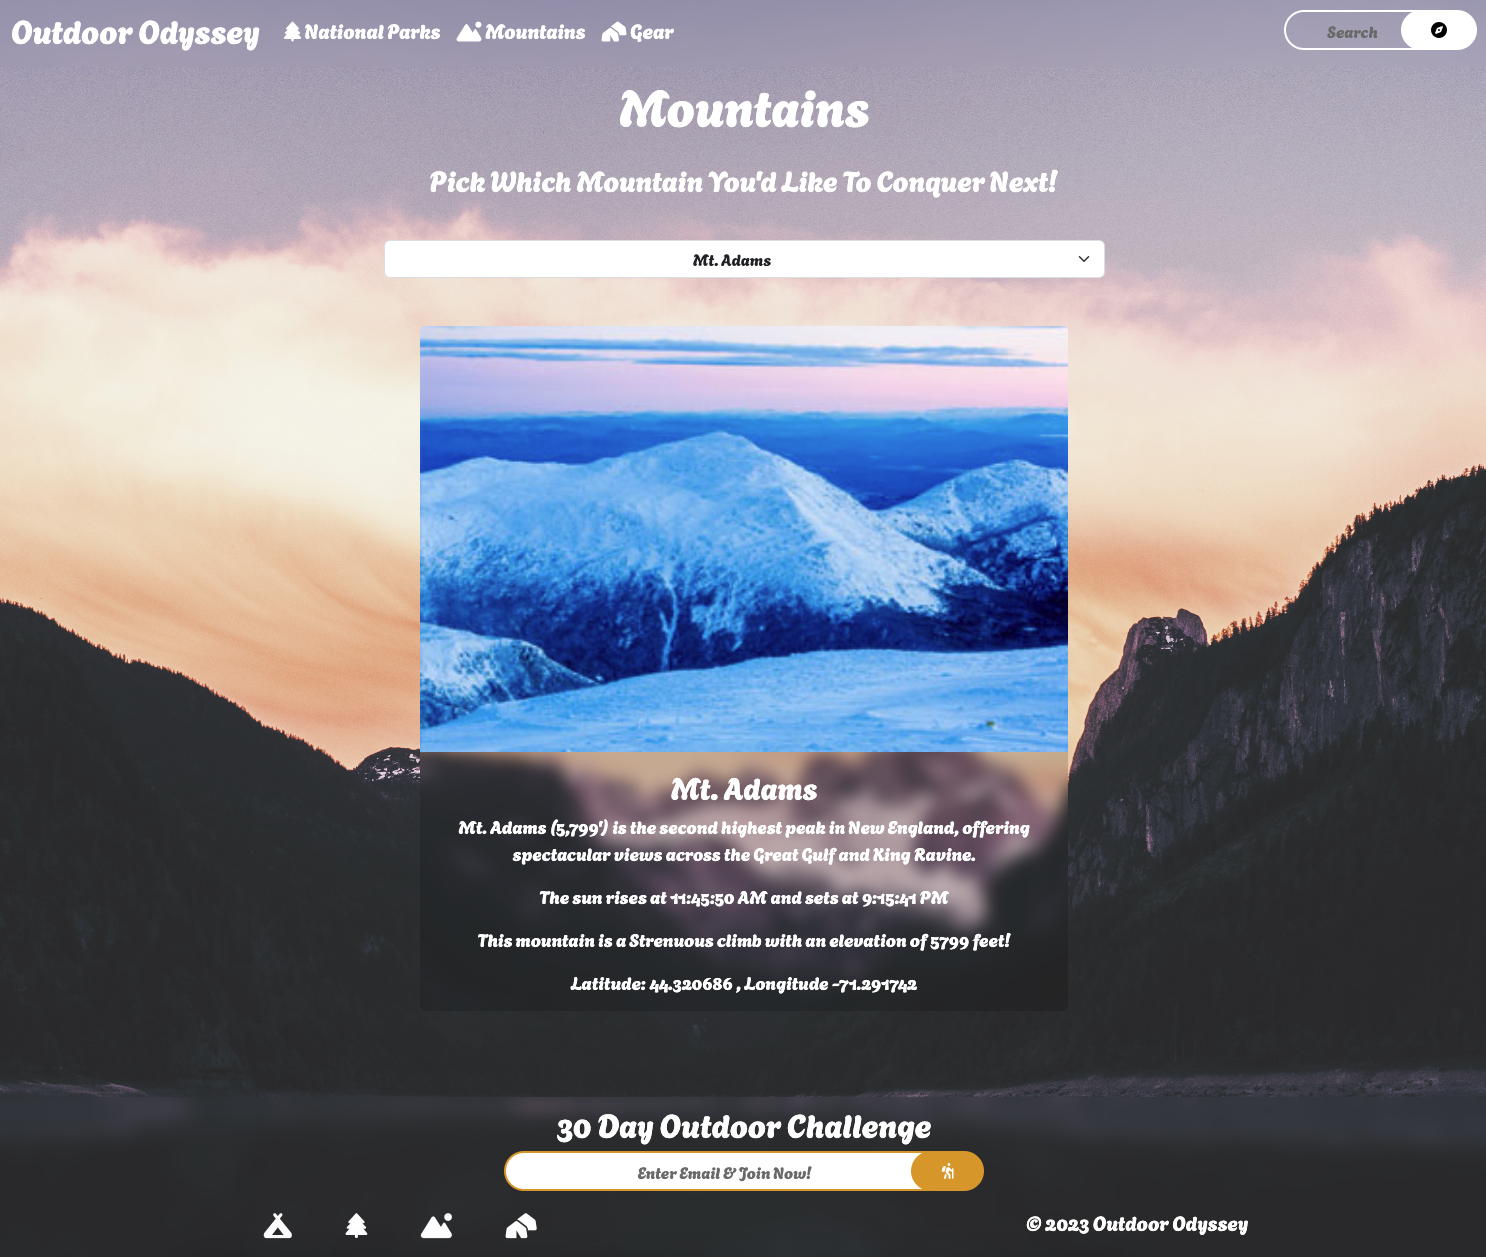 Outdoor Odyssey National Parks Mountains Gear Search
Mountains
Pick Which Mountain You'd Like To Conquer Next!
Mt. Adams
Mt. Adams
Mt. Adams (5,799') is the second highest peak in New England, offering
spectacular views across the Great Gulf and King Ravine.
The sun rises at 11:45:50 AM and sets at 9:15:41 PM
This mountain is a Strenuous climb with an elevation of 5799 feet!
Latitude: 44.320686 , Longitude -71.291742
30 Day Outdoor Challenge
Enter Email & Join Now!
© 2023 Outdoor Odyssey